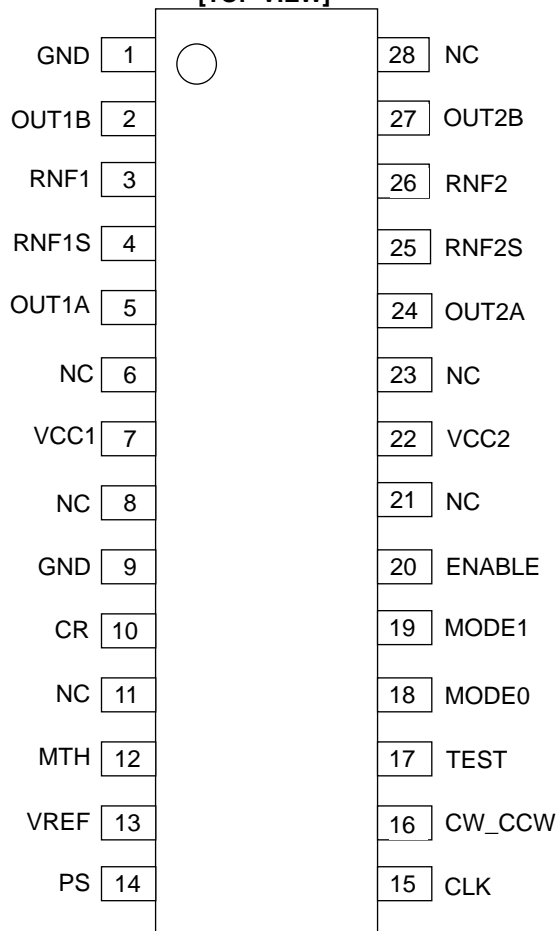 [TOP VIEW]
GND 1 28 NC
OUT1B 2 27 OUT2B
RNF1 3 26 RNF2
RNF1S 4 25 RNF2S
OUT1A 5 24 OUT2A
NC 6 23 NC
VCC1 7 22 VCC2
NC 8 21 NC
GND 9 20 ENABLE
CR 10 19 MODE1
NC 11 18 MODE0
MTH 12 17 TEST
VREF 13 16 CW_CCW
PS 14 15 CLK